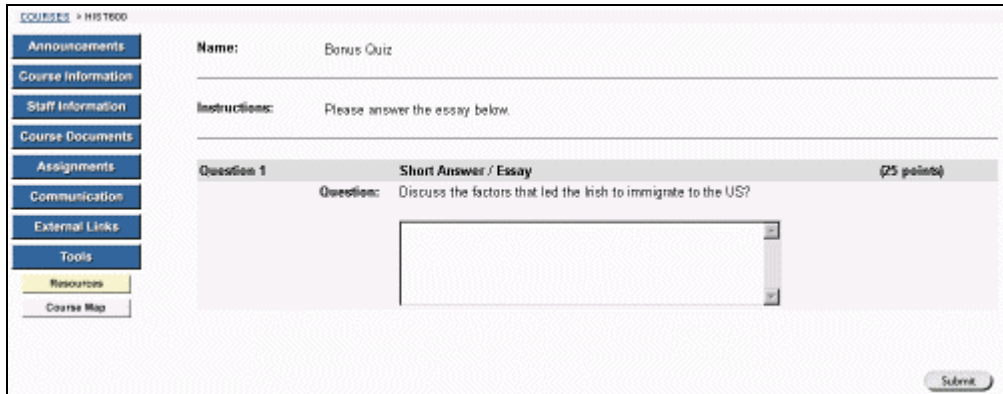 COURSES > HIST600
Announcements
Course Information
Staff Information
Course Documents
Assignments
Communication
External Links
Tools
Resources
Course Map
Name: Bonus Quiz
Instructions: Please answer the essay below.
Question 1 Short Answer / Essay (25 points)
Question: Discuss the factors that led the Irish to immigrate to the US?
Submit